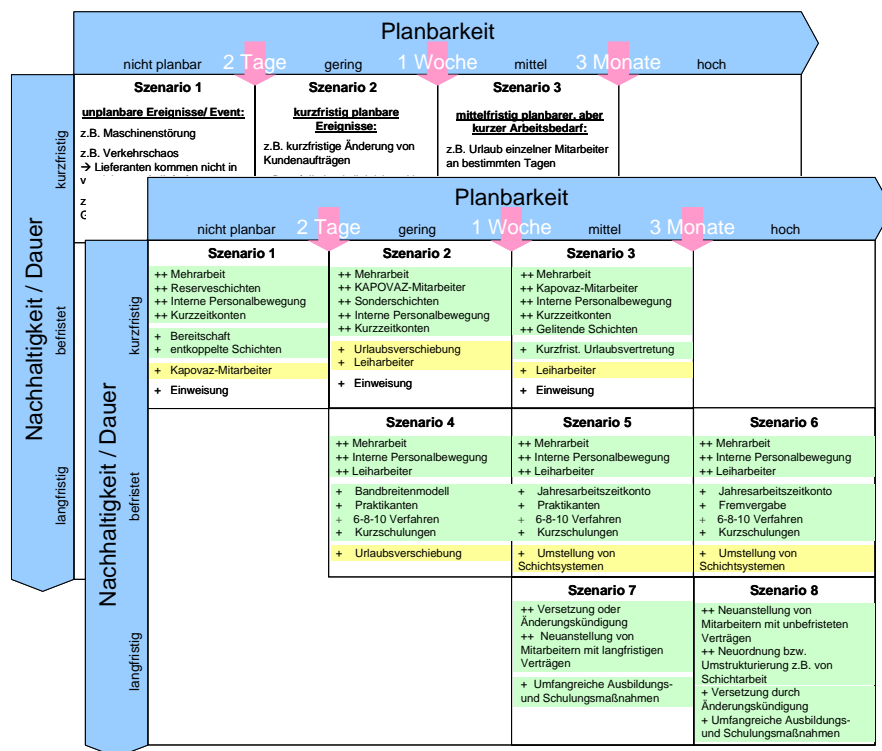 Planbarkeit
nicht planbar 2 Tage gering 1 Woche mittel 3 Monate hoch
Nachhaltigkeit / Dauer
kurzfristig
befristet
langfristig
Szenario 1
unplanbare Ereignisse/ Event:
z.B. Maschinenstörung
z.B. Verkehrschaos
→ Lieferanten kommen nicht in
Szenario 2
kurzfristig planbare
Ereignisse:
z.B. kurzfristige Änderung von
Kundenaufträgen
Szenario 3
mittelfristig planbarer, aber
kurzer Arbeitsbedarf:
z.B. Urlaub einzelner Mitarbeiter
an bestimmten Tagen
Planbarkeit
nicht planbar 2 Tage gering 1 Woche mittel 3 Monate hoch
Nachhaltigkeit / Dauer
kurzfristig
Szenario 1
++ Mehrarbeit
++ Reserveschichten
++ Interne Personalbewegung
++ Kurzzeitkonten
+ Bereitschaft
+ entkoppelte Schichten
+ Kapovaz-Mitarbeiter
+ Einweisung
Szenario 2
++ Mehrarbeit
++ KAPOVAZ-Mitarbeiter
++ Sonderschichten
++ Interne Personalbewegung
++ Kurzzeitkonten
+ Urlaubsverschiebung
+ Leiharbeiter
+ Einweisung
Szenario 3
++ Mehrarbeit
++ Kapovaz-Mitarbeiter
++ Interne Personalbewegung
++ Kurzzeitkonten
++ Gelitende Schichten
+ Kurzfrist. Urlaubsvertretung
+ Leiharbeiter
+ Einweisung
befristet
Szenario 4
++ Mehrarbeit
++ Interne Personalbewegung
++ Leiharbeiter
+ Bandbreitenmodell
+ Praktikanten
+ 6-8-10 Verfahren
+ Kurzschulungen
+ Urlaubsverschiebung
Szenario 5
++ Mehrarbeit
++ Interne Personalbewegung
++ Leiharbeiter
+ Jahresarbeitszeitkonto
+ Praktikanten
+ 6-8-10 Verfahren
+ Kurzschulungen
+ Umstellung von
Schichtsystemen
Szenario 6
++ Mehrarbeit
++ Interne Personalbewegung
++ Leiharbeiter
+ Jahresarbeitszeitkonto
+ Fremvergabe
+ 6-8-10 Verfahren
+ Kurzschulungen
+ Umstellung von
Schichtsystemen
langfristig
Szenario 7
++ Versetzung oder
Änderungskündigung
++ Neuanstellung von
Mitarbeitern mit langfristigen
Verträgen
+ Umfangreiche Ausbildungs-
und Schulungsmaßnahmen
Szenario 8
++ Neuanstellung von
Mitarbeitern mit unbefristeten
Verträgen
++ Neuordnung bzw.
Umstrukturierung z.B. von
Schichtarbeit
+ Versetzung durch
Änderungskündigung
+ Umfangreiche Ausbildungs-
und Schulungsmaßnahmen